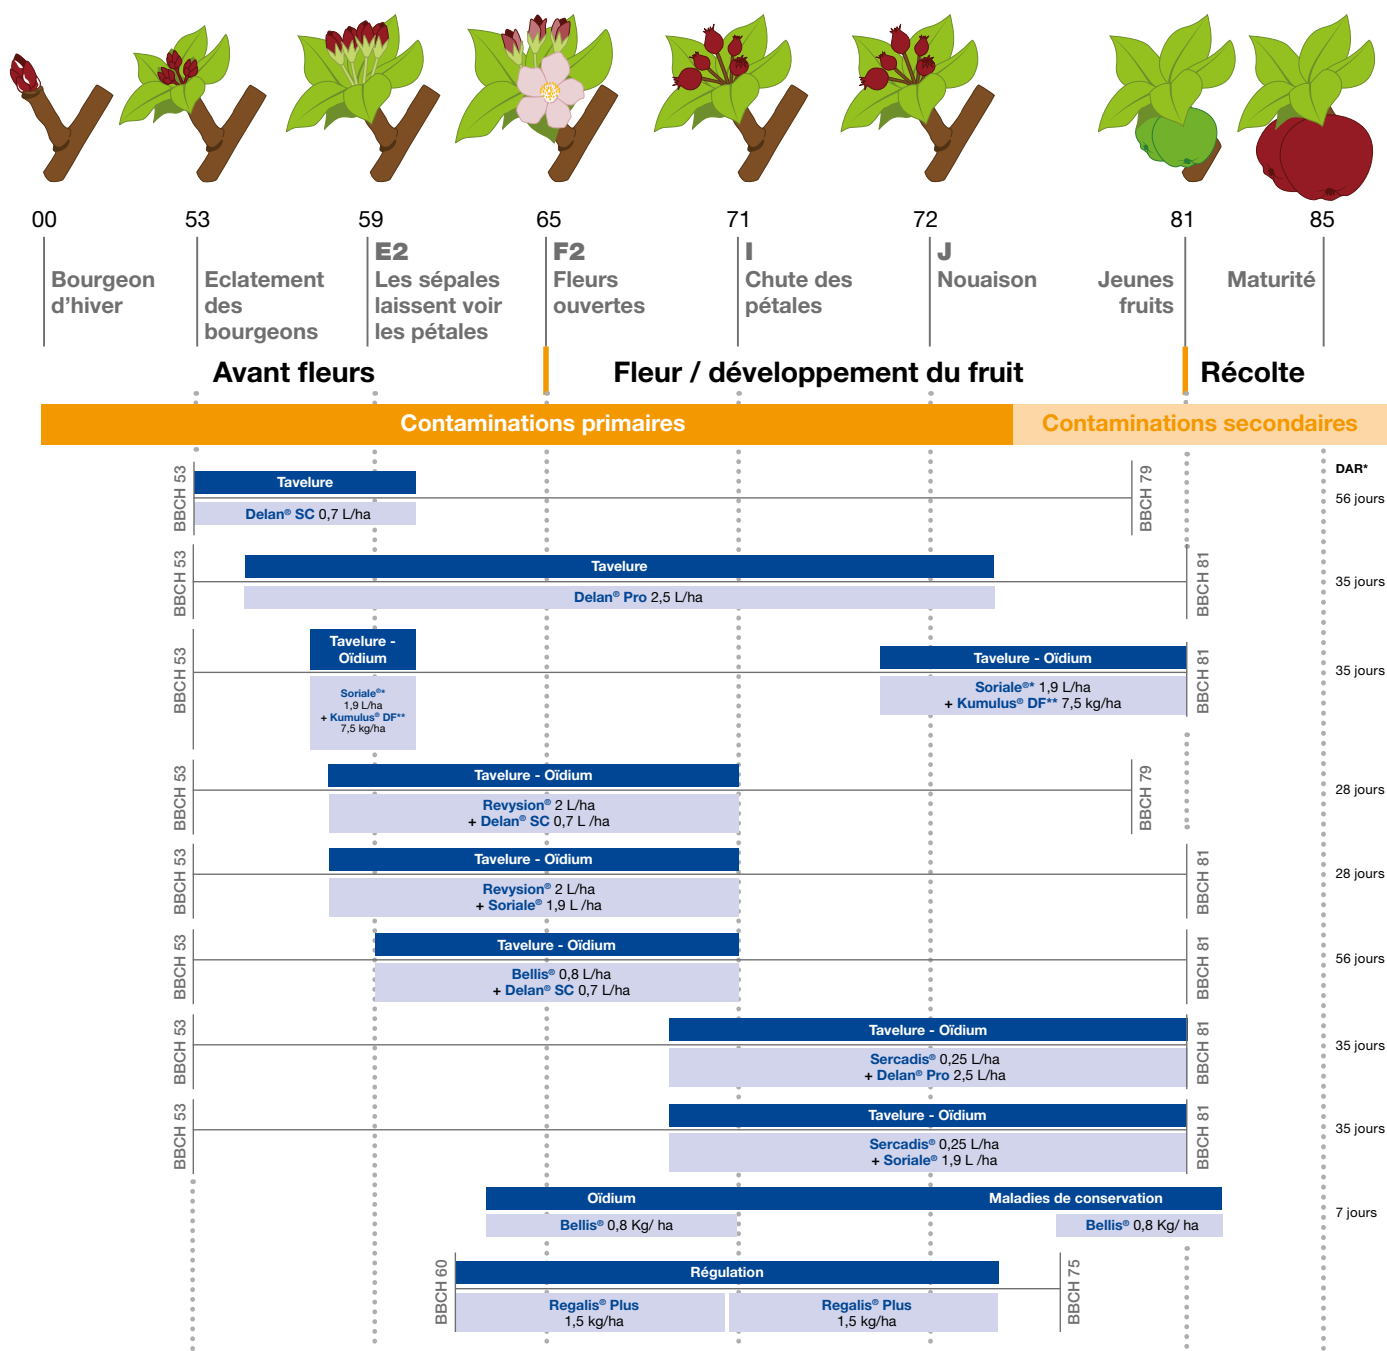 00
53
59
65
71
72
81
85
Bourgeon
d'hiver
Eclatement
des
bourgeons
E2
Les sépales
laissent voir
les pétales
F2
Fleurs
ouvertes
I
Chute des
pétales
J
Nouaison
Jeunes
fruits
Maturité
Avant fleurs
Fleur / développement du fruit
Récolte
Contaminations primaires
Contaminations secondaires
DAR*
BBCH 53
Tavelure
Delan® SC 0,7 L/ha
BBCH 79
56 jours
BBCH 53
Tavelure
Delan® Pro 2,5 L/ha
BBCH 81
35 jours
BBCH 53
Tavelure -
Oïdium
Soriale®*
1,9 L/ha
+ Kumulus® DF**
7,5 kg/ha
Tavelure - Oïdium
Soriale®* 1,9 L/ha
+ Kumulus® DF** 7,5 kg/ha
BBCH 81
35 jours
BBCH 53
Tavelure - Oïdium
Revysion® 2 L/ha
+ Delan® SC 0,7 L /ha
BBCH 79
28 jours
BBCH 53
Tavelure - Oïdium
Revysion® 2 L/ha
+ Soriale® 1,9 L /ha
BBCH 81
28 jours
BBCH 53
Tavelure - Oïdium
Bellis® 0,8 L/ha
+ Delan® SC 0,7 L/ha
BBCH 81
56 jours
BBCH 53
Tavelure - Oïdium
Sercadis® 0,25 L/ha
+ Delan® Pro 2,5 L/ha
BBCH 81
35 jours
BBCH 53
Tavelure - Oïdium
Sercadis® 0,25 L/ha
+ Soriale® 1,9 L /ha
BBCH 81
35 jours
Oïdium
Maladies de conservation
Bellis® 0,8 Kg/ ha
Bellis® 0,8 Kg/ ha
7 jours
BBCH 60
Régulation
Regalis® Plus
1,5 kg/ha
Regalis® Plus
1,5 kg/ha
BBCH 75